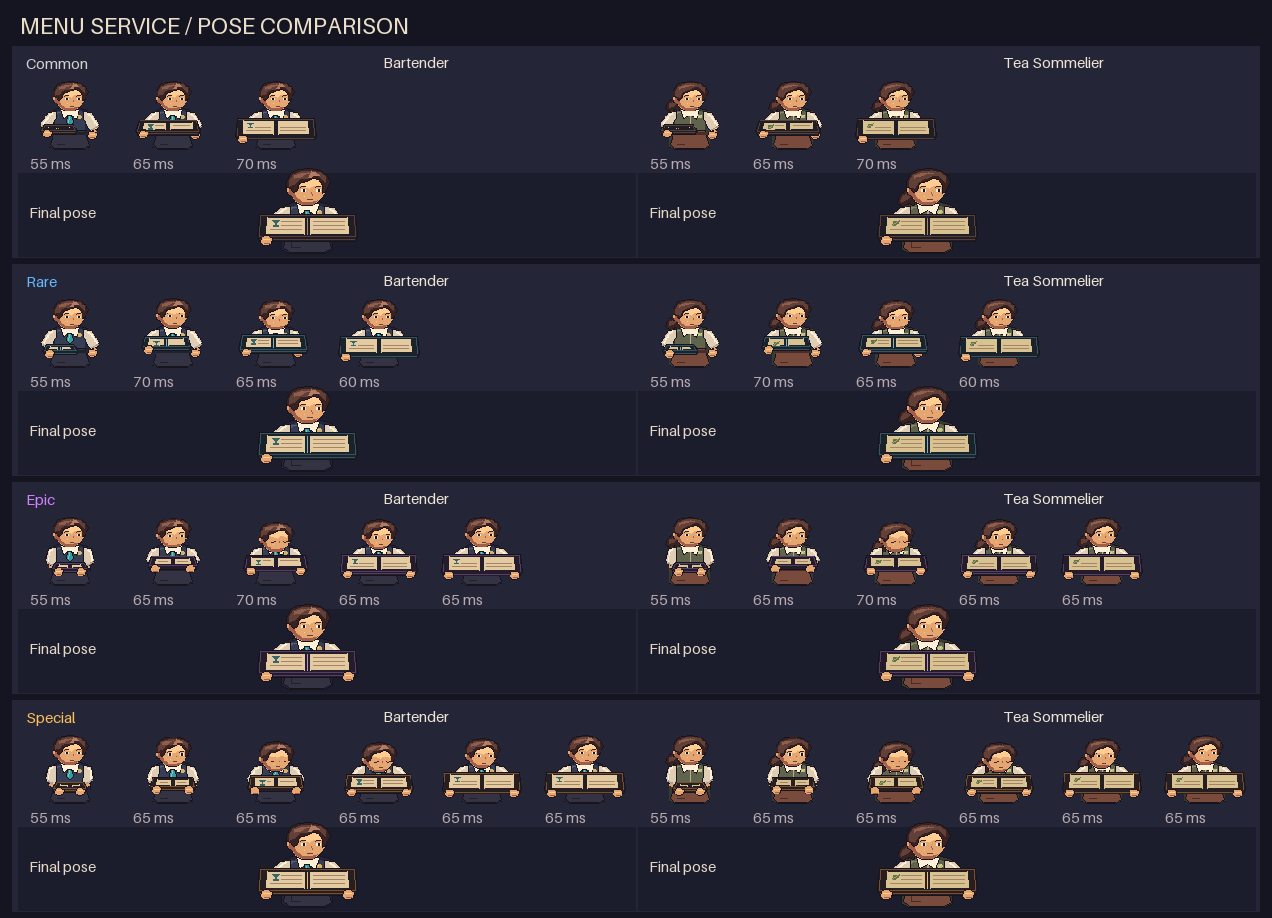 MENU SERVICE / POSE COMPARISON
Common Bartender Tea Sommelier
55 ms 65 ms 70 ms 55 ms 65 ms 70 ms
Final pose Final pose
Rare Bartender Tea Sommelier
55 ms 70 ms 65 ms 60 ms 55 ms 70 ms 65 ms 60 ms
Final pose Final pose
Epic Bartender Tea Sommelier
55 ms 65 ms 70 ms 65 ms 65 ms 55 ms 65 ms 70 ms 65 ms 65 ms
Final pose Final pose
Special Bartender Tea Sommelier
55 ms 65 ms 65 ms 65 ms 65 ms 65 ms 55 ms 65 ms 65 ms 65 ms 65 ms 65 ms
Final pose Final pose